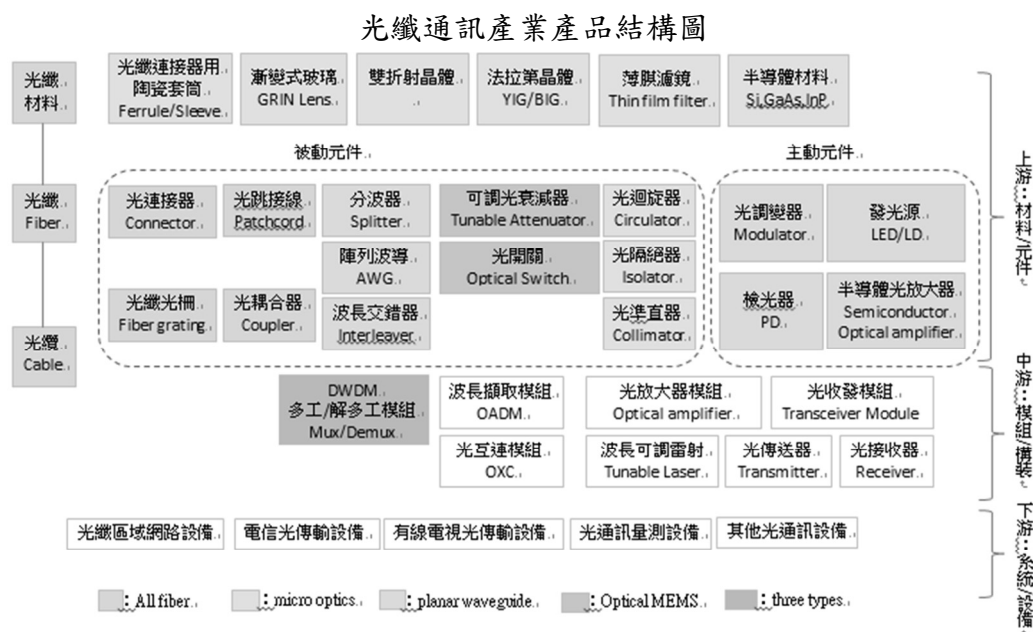 光纖通訊產業產品結構圖
光纖
材料
光纖連接器用
陶瓷套筒
Ferrule/Sleeve
漸變式玻璃
GRIN Lens
雙折射晶體
法拉第晶體
YIG/BIG
薄膜濾鏡
Thin film filter
半導體材料
Si,GaAs,InP
被動元件
主動元件
光纖
Fiber
光連接器
Connector
光跳接線
Patchcord
分波器
Splitter
可調光衰減器
Tunable Attenuator
光迴旋器
Circulator
光調變器
Modulator
發光源
LED/LD
陣列波導
AWG
光開關
Optical Switch
光隔絕器
Isolator
光纖光柵
Fiber grating
光耦合器
Coupler
波長交錯器
Interleaver
光準直器
Collimator
檢光器
PD
半導體光放大器
Semiconductor
Optical amplifier
光纜
Cable
上游：材料/元件
DWDM
多工/解多工模組
Mux/Demux
波長擷取模組
OADM
光放大器模組
Optical amplifier
光收發模組
Transceiver Module
光互連模組
OXC
波長可調雷射
Tunable Laser
光傳送器
Transmitter
光接收器
Receiver
中游：模組/構裝
光纖區域網路設備
電信光傳輸設備
有線電視光傳輸設備
光通訊量測設備
其他光通訊設備
下游：系統/設備
：All fiber
：micro optics
：planar waveguide
：Optical MEMS
：three types